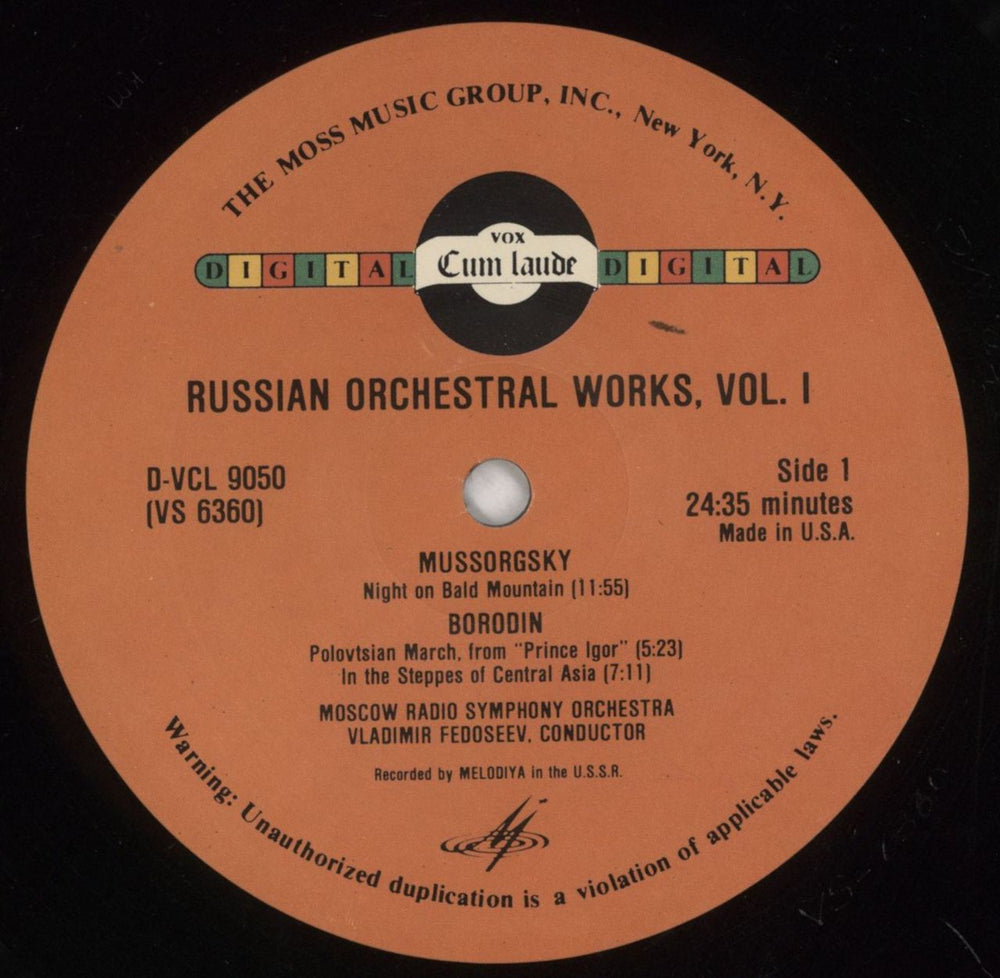 THE MOSS MUSIC GROUP, INC., New York, N.Y.
VOX
DIGITAL Cum laude DIGITAL
RUSSIAN ORCHESTRAL WORKS, VOL. I
D-VCL 9050
(VS 6360)
Side 1
24:35 minutes
Made in U.S.A.
MUSSORGSKY
Night on Bald Mountain (11:55)
BORODIN
Polovtsian March, from "Prince Igor" (5:23)
In the Steppes of Central Asia (7:11)
MOSCOW RADIO SYMPHONY ORCHESTRA
VLADIMIR FEDOSEEV, CONDUCTOR
Recorded by MELODIYA in the U.S.S.R.
Warning: Unauthorized duplication is a violation of applicable laws.